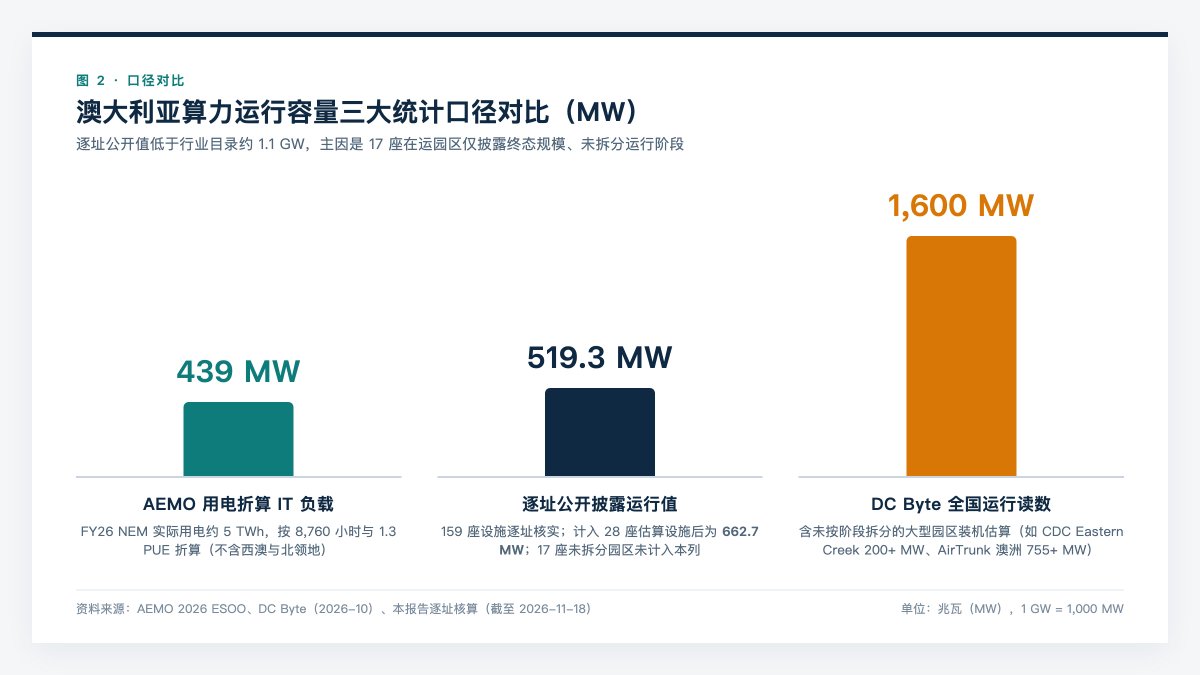 图 2 · 口径对比
澳大利亚算力运行容量三大统计口径对比（MW）
逐址公开值低于行业目录约 1.1 GW，主因是 17 座在运园区仅披露终态规模、未拆分运行阶段
439 MW
519.3 MW
1,600 MW
AEMO 用电折算 IT 负载
FY26 NEM 实际用电约 5 TWh，按 8,760 小时与 1.3
PUE 折算（不含西澳与北领地）
逐址公开披露运行值
159 座设施逐址核实；计入 28 座估算设施后为 662.7
MW；17 座未拆分园区未计入本列
DC Byte 全国运行读数
含未按阶段拆分的大型园区装机估算（如 CDC Eastern
Creek 200+ MW、AirTrunk 澳洲 755+ MW）
资料来源：AEMO 2026 ESOO、DC Byte（2026-10）、本报告逐址核算（截至 2026-11-18）
单位：兆瓦（MW），1 GW = 1,000 MW